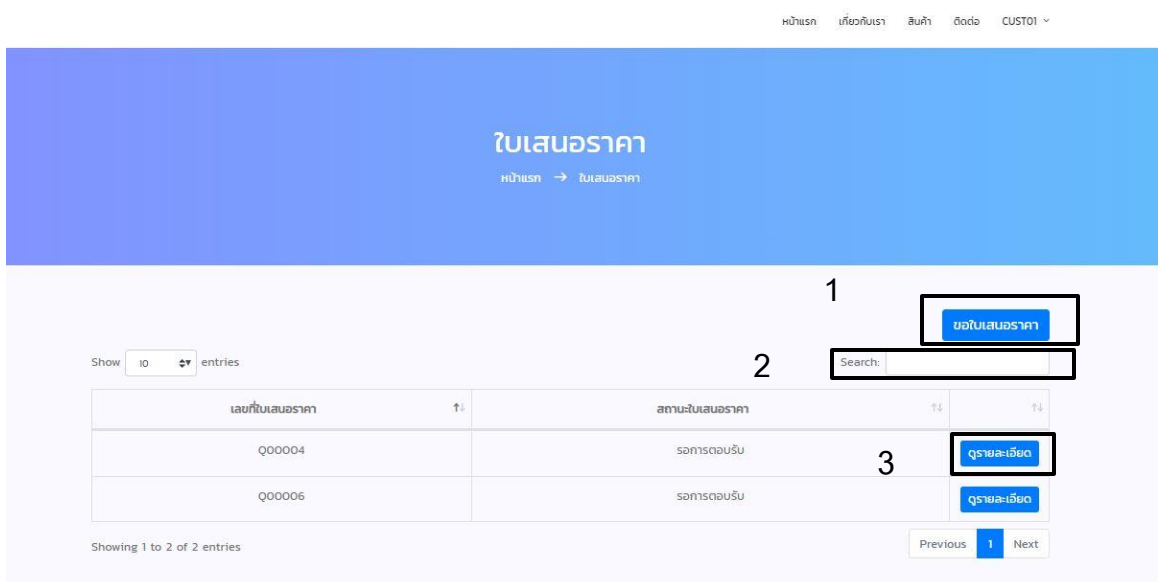 หน้าแรก เกี่ยวกับเรา สินค้า ติดต่อ CUST01
ใบเสนอราคา
หน้าแรก → ใบเสนอราคา
1
ขอใบเสนอราคา
Show 10 entries
2
Search:
เลขที่ใบเสนอราคา สถานะใบเสนอราคา
Q00004 รอการตอบรับ 3 ดูรายละเอียด
Q00006 รอการตอบรับ ดูรายละเอียด
Showing 1 to 2 of 2 entries Previous 1 Next